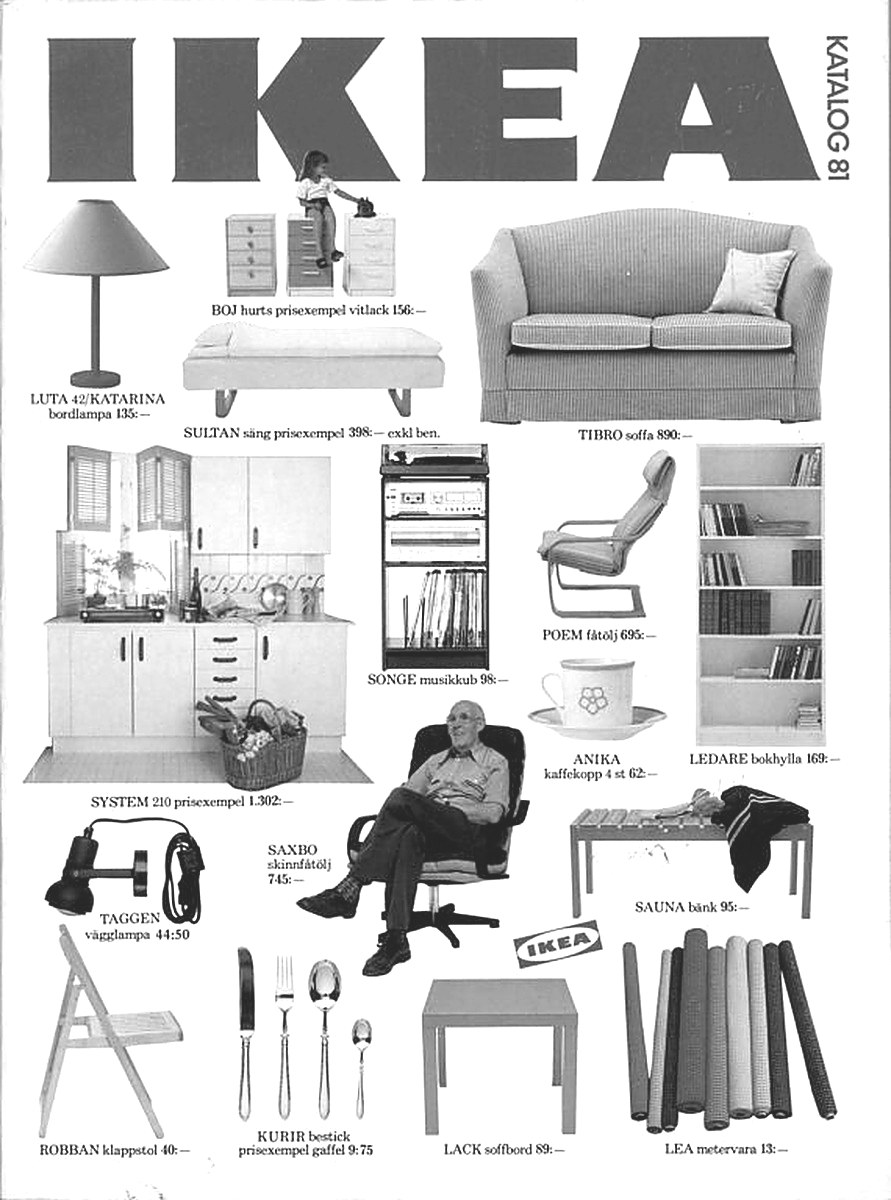 IKEA
KATALOG 81
BOJ hurts prisexempel vitlack 156:—
LUTA 42/KATARINA
bordlampa 135:—
SULTAN säng prisexempel 398:— exkl ben.
TIBRO soffa 890:—
POEM fåtölj 695:—
SONGE musikkub 98:—
ANIKA
kaffekopp 4 st 62:—
LEDARE bokhylla 169:—
SYSTEM 210 prisexempel 1.302:—
SAXBO
skinnfåtölj
745:—
SAUNA bänk 95:—
TAGGEN
vägglampa 44:50
IKEA
ROBBAN klappstol 40:—
KURIR bestick
prisexempel gaffel 9:75
LACK soffbord 89:—
LEA metervara 13:—